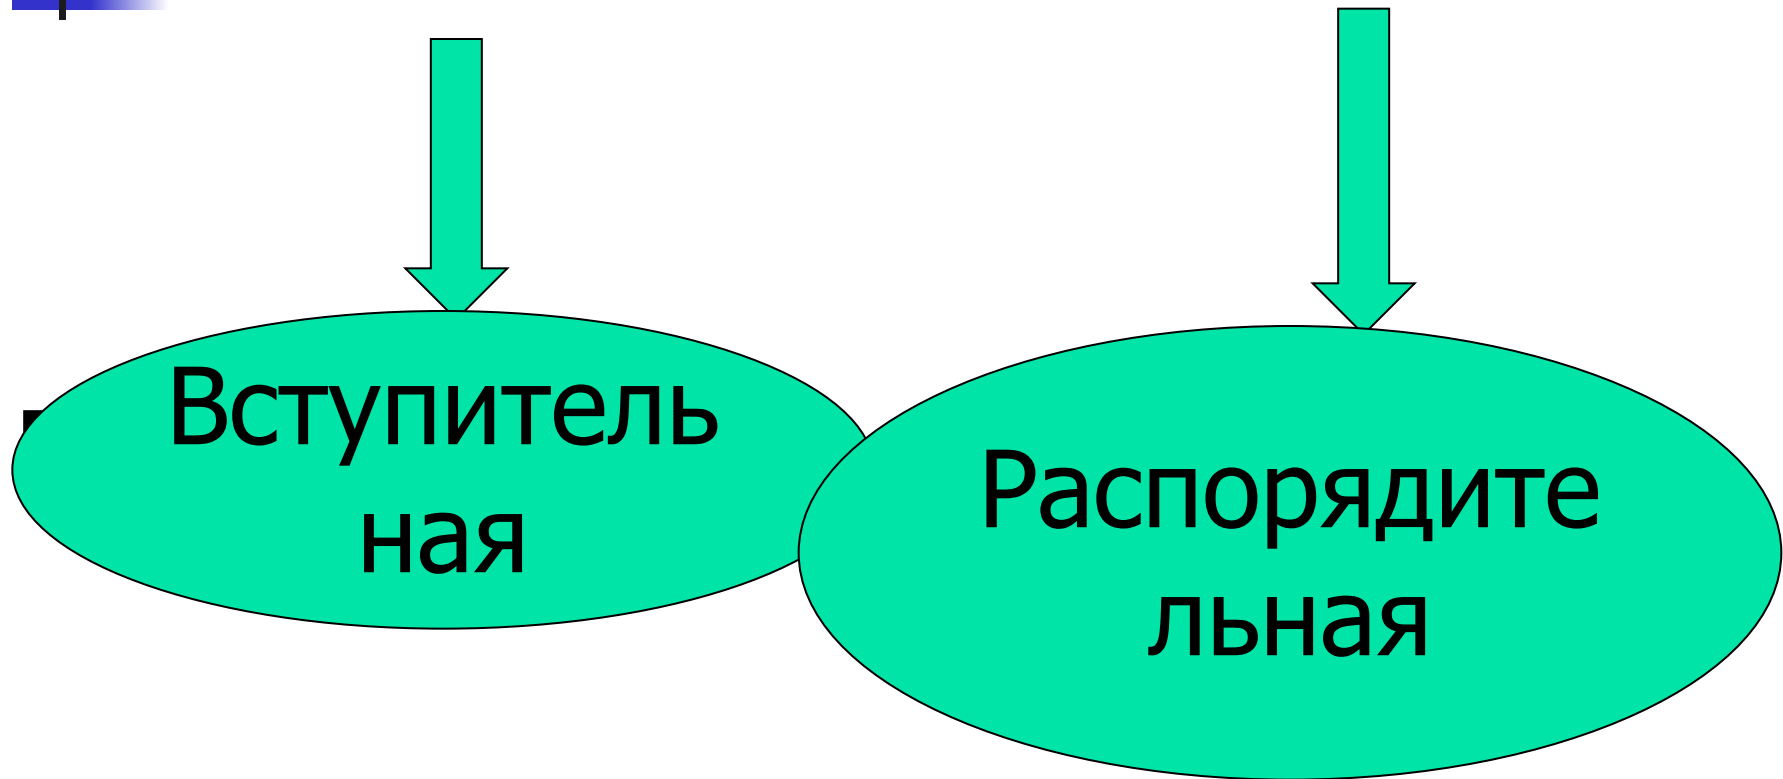 Вступитель
ная
Распорядите
льная